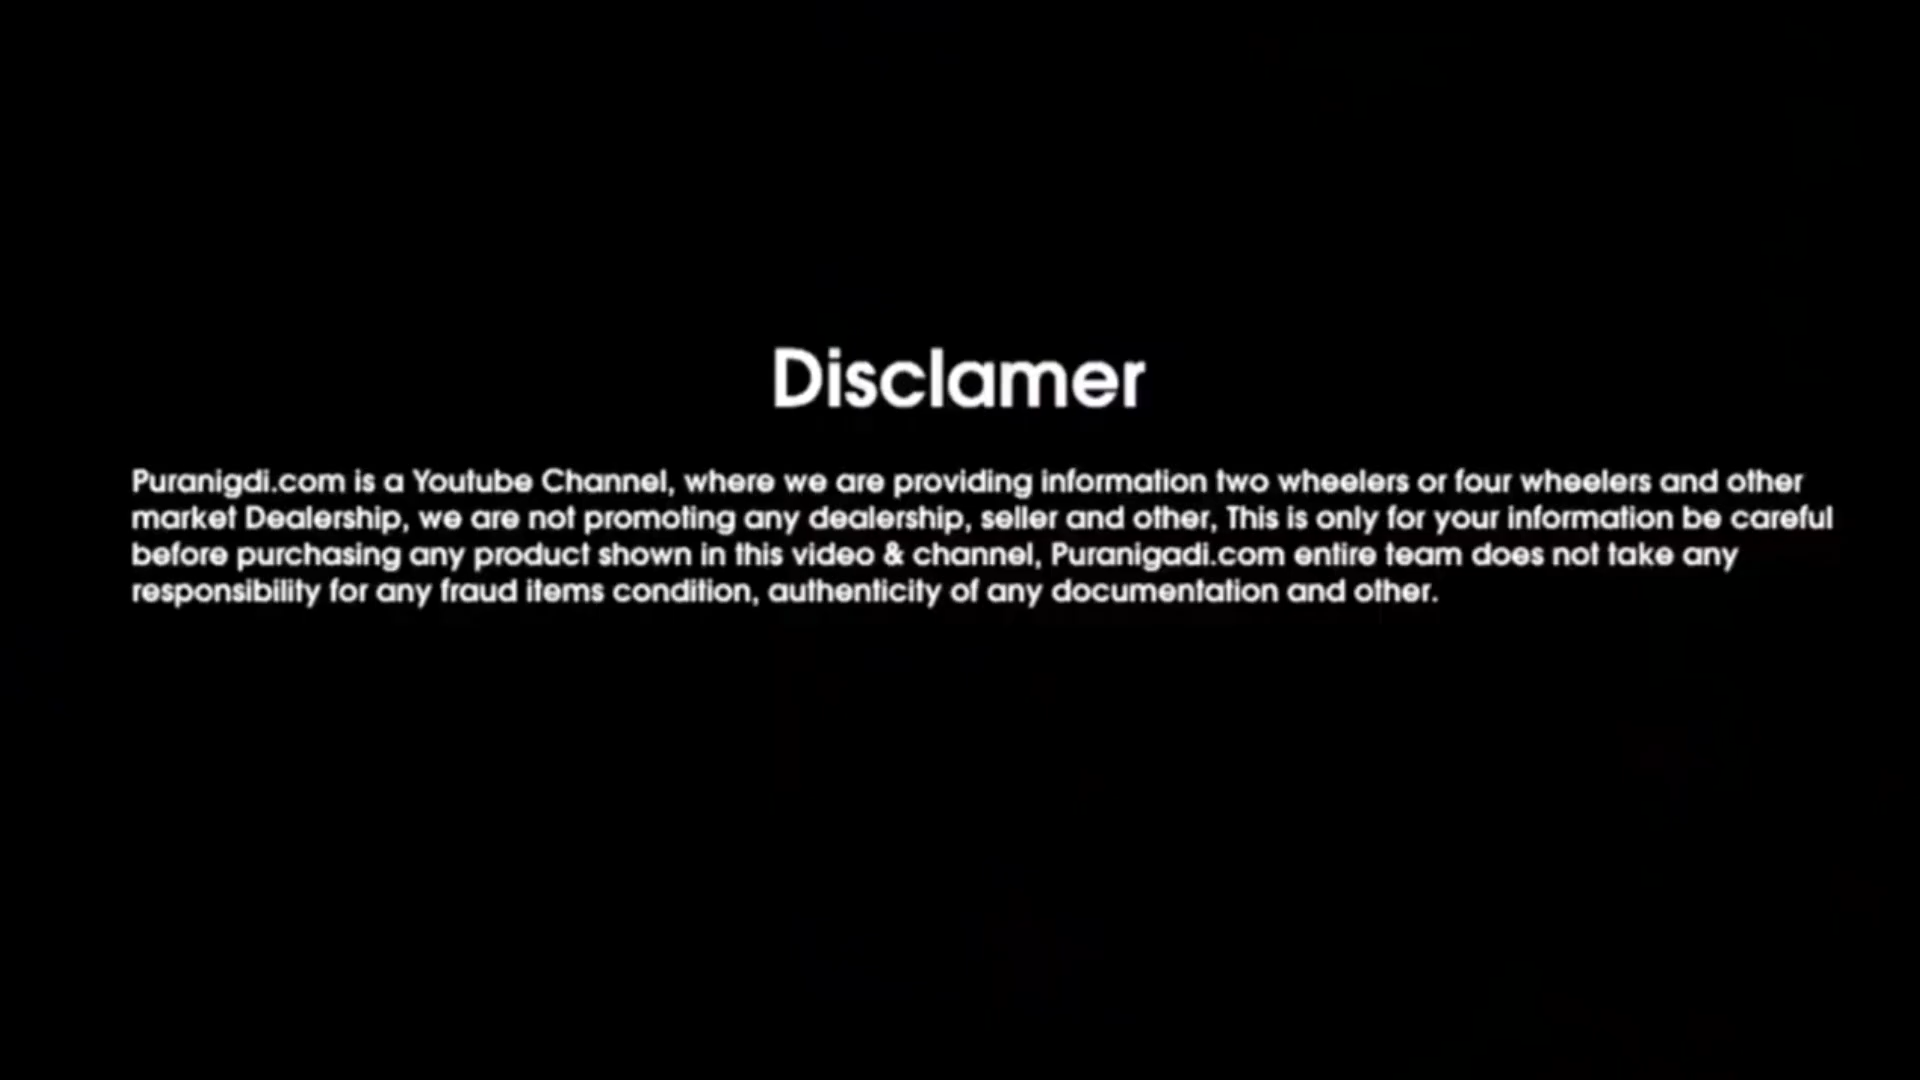 Disclamer
Puranigdi.com is a Youtube Channel, where we are providing information two wheelers or four wheelers and other
market Dealership, we are not promoting any dealership, seller and other, This is only for your information be careful
before purchasing any product shown in this video & channel, Puranigadi.com entire team does not take any
responsibility for any fraud items condition, authenticity of any documentation and other.